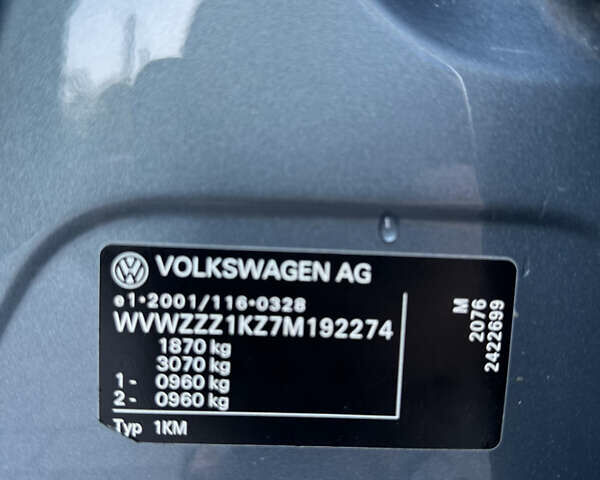 VOLKSWAGEN AG
e1*2001/116*0328
WVWZZZ1KZ7M192274
1870 kg
3070 kg
1- 0960 kg
2- 0960 kg
Typ 1KM
M
2076
2422699